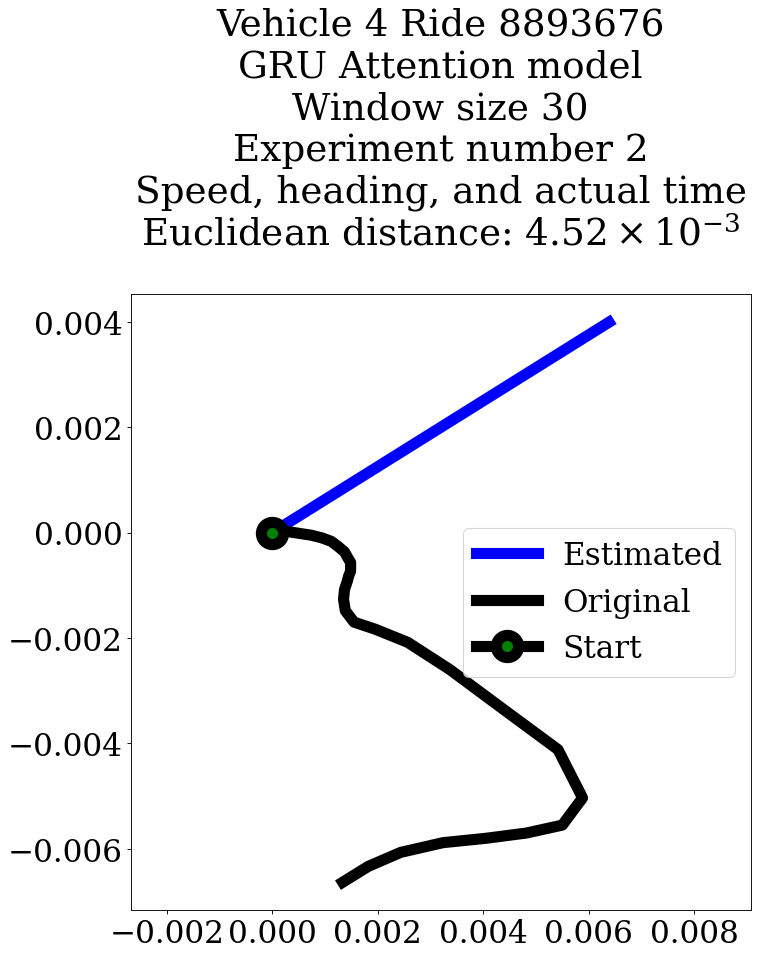 Vehicle 4 Ride 8893676
GRU Attention model
Window size 30
Experiment number 2
Speed, heading, and actual time
Euclidean distance: 4.52 × 10⁻³
0.004
0.002
0.000
−0.002
−0.004
−0.006
Estimated
Original
Start
−0.002 0.000 0.002 0.004 0.006 0.008